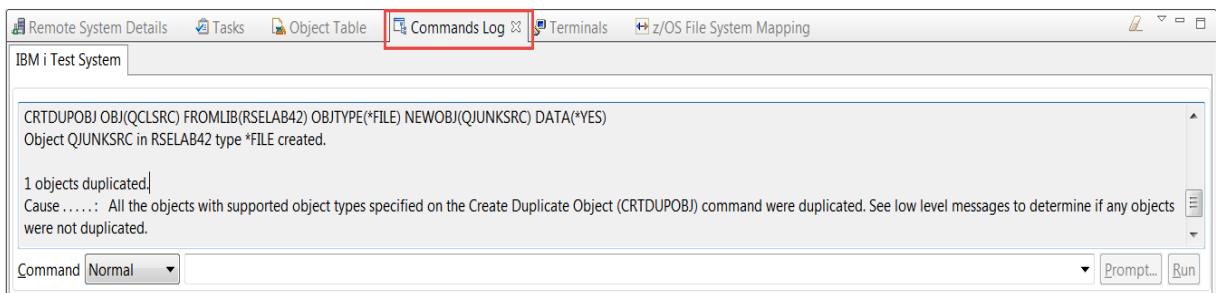 Remote System Details Tasks Object Table Commands Log Terminals z/OS File System Mapping
IBM i Test System
CRTDUPOBJ OBJ(QCLSRC) FROMLIB(RSELAB42) OBJTYPE(*FILE) NEWOBJ(QJUNKSRC) DATA(*YES)
Object QJUNKSRC in RSELAB42 type *FILE created.
1 objects duplicated.
Cause . . . . . : All the objects with supported object types specified on the Create Duplicate Object (CRTDUPOBJ) command were duplicated. See low level messages to determine if any objects
were not duplicated.
Command Normal Prompt... Run